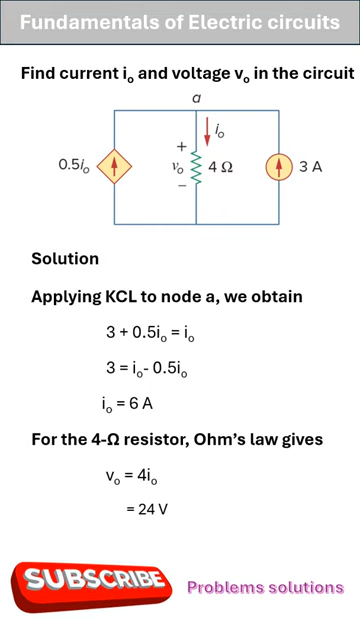 Fundamentals of Electric circuits
Find current iₒ and voltage vₒ in the circuit
a
iₒ
+
0.5iₒ
vₒ
4 Ω
3 A
−
Solution
Applying KCL to node a, we obtain
3 + 0.5iₒ = iₒ
3 = iₒ- 0.5iₒ
iₒ = 6 A
For the 4-Ω resistor, Ohm's law gives
vₒ = 4iₒ
= 24 V
SUBSCRIBE
Problems solutions